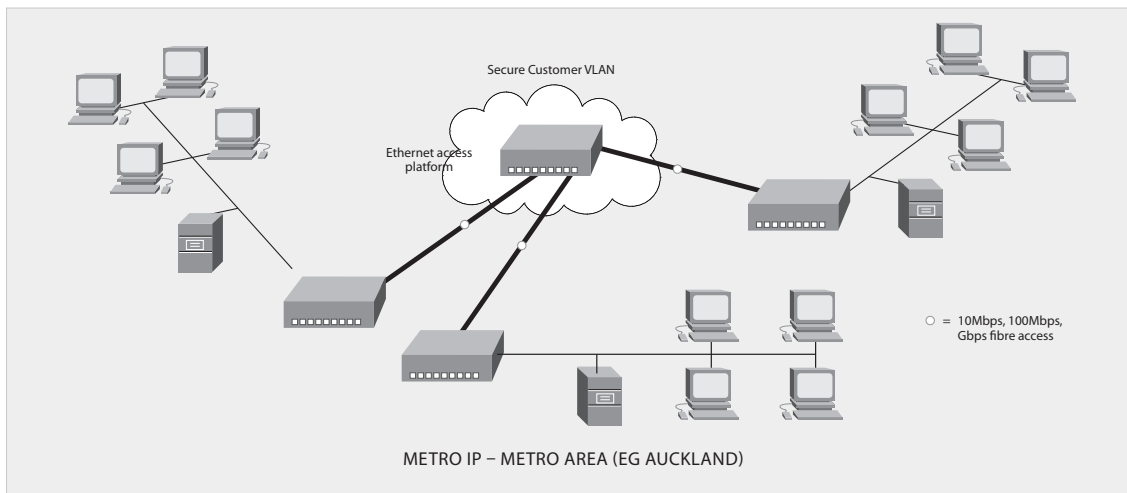 Secure Customer VLAN
Ethernet access
platform
= 10Mbps, 100Mbps,
Gbps fibre access
METRO IP – METRO AREA (EG AUCKLAND)